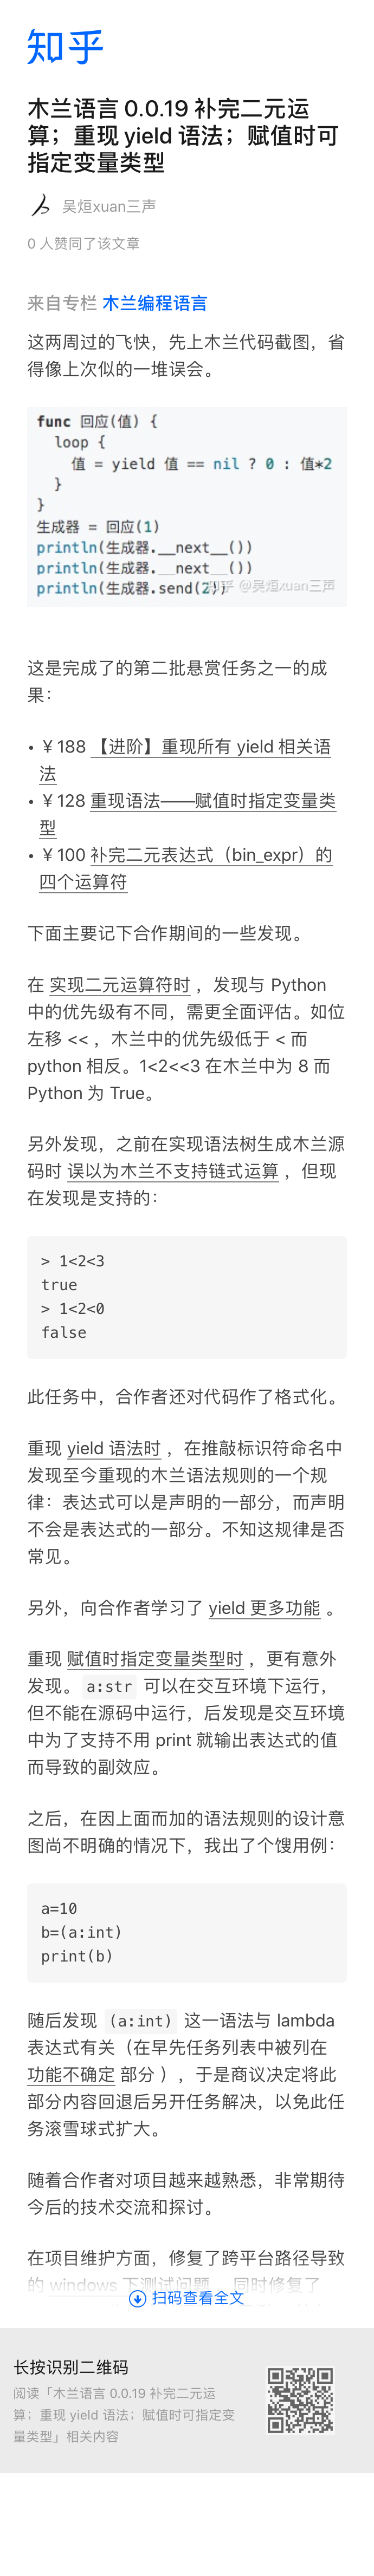 知乎
木兰语言 0.0.19 补完二元运
算；重现 yield 语法；赋值时可
指定变量类型
吴烜xuan三声
0 人赞同了该文章
来自专栏 木兰编程语言
这两周过的飞快，先上木兰代码截图，省
得像上次似的一堆误会。
func 回应(值) {
  loop {
    值 = yield 值 == nil ? 0 : 值*2
  }
}
生成器 = 回应(1)
println(生成器.__next__())
println(生成器.__next__())
println(生成器.send(2))
知乎 @吴烜xuan三声
这是完成了的第二批悬赏任务之一的成
果：
• ￥188 【进阶】重现所有 yield 相关语
法
• ￥128 重现语法——赋值时指定变量类
型
• ￥100 补完二元表达式（bin_expr）的
四个运算符
下面主要记下合作期间的一些发现。
在 实现二元运算符时 ，发现与 Python
中的优先级有不同，需更全面评估。如位
左移 << ，木兰中的优先级低于 < 而
python 相反。1<2<<3 在木兰中为 8 而
Python 为 True。
另外发现，之前在实现语法树生成木兰源
码时 误以为木兰不支持链式运算 ，但现
在发现是支持的：
> 1<2<3
true
> 1<2<0
false
此任务中，合作者还对代码作了格式化。
重现 yield 语法时 ，在推敲标识符命名中
发现至今重现的木兰语法规则的一个规
律：表达式可以是声明的一部分，而声明
不会是表达式的一部分。不知这规律是否
常见。
另外，向合作者学习了 yield 更多功能 。
重现 赋值时指定变量类型时 ，更有意外
发现。 a:str 可以在交互环境下运行，
但不能在源码中运行，后发现是交互环境
中为了支持不用 print 就输出表达式的值
而导致的副效应。
之后，在因上面而加的语法规则的设计意
图尚不明确的情况下，我出了个馊用例：
a=10
b=(a:int)
print(b)
随后发现 (a:int) 这一语法与 lambda
表达式有关（在早先任务列表中被列在
功能不确定 部分 ），于是商议决定将此
部分内容回退后另开任务解决，以免此任
务滚雪球式扩大。
随着合作者对项目越来越熟悉，非常期待
今后的技术交流和探讨。
在项目维护方面，修复了跨平台路径导致
的 windows 下测试问题 ，同时修复了
扫码查看全文
长按识别二维码
阅读「木兰语言 0.0.19 补完二元运
算；重现 yield 语法；赋值时可指定变
量类型」相关内容